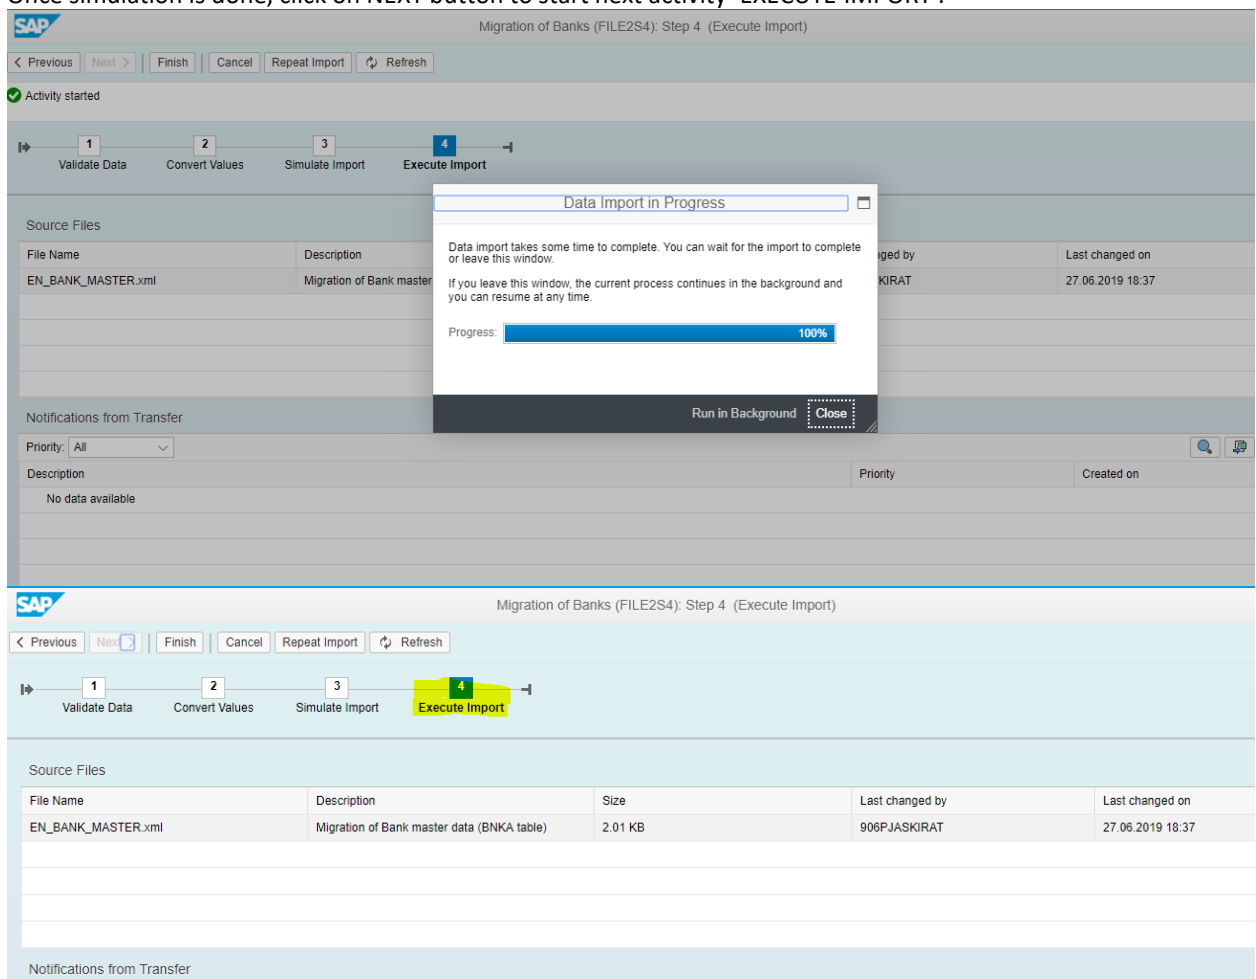 Once simulation is done, click on NEXT button to start next activity "EXECUTE IMPORT".
SAP
Migration of Banks (FILE2S4): Step 4 (Execute Import)
Previous Next Finish Cancel Repeat Import Refresh
Activity started
1 2 3 4
Validate Data Convert Values Simulate Import Execute Import
Data Import in Progress
Data import takes some time to complete. You can wait for the import to complete
or leave this window.
If you leave this window, the current process continues in the background and
you can resume at any time.
Progress: 100%
Run in Background Close
Source Files
File Name Description ged by Last changed on
EN_BANK_MASTER.xml Migration of Bank master KIRAT 27.06.2019 18:37
Notifications from Transfer
Priority: All
Description Priority Created on
No data available
SAP
Migration of Banks (FILE2S4): Step 4 (Execute Import)
Previous Next Finish Cancel Repeat Import Refresh
1 2 3 4
Validate Data Convert Values Simulate Import Execute Import
Source Files
File Name Description Size Last changed by Last changed on
EN_BANK_MASTER.xml Migration of Bank master data (BNKA table) 2.01 KB 906PJASKIRAT 27.06.2019 18:37
Notifications from Transfer